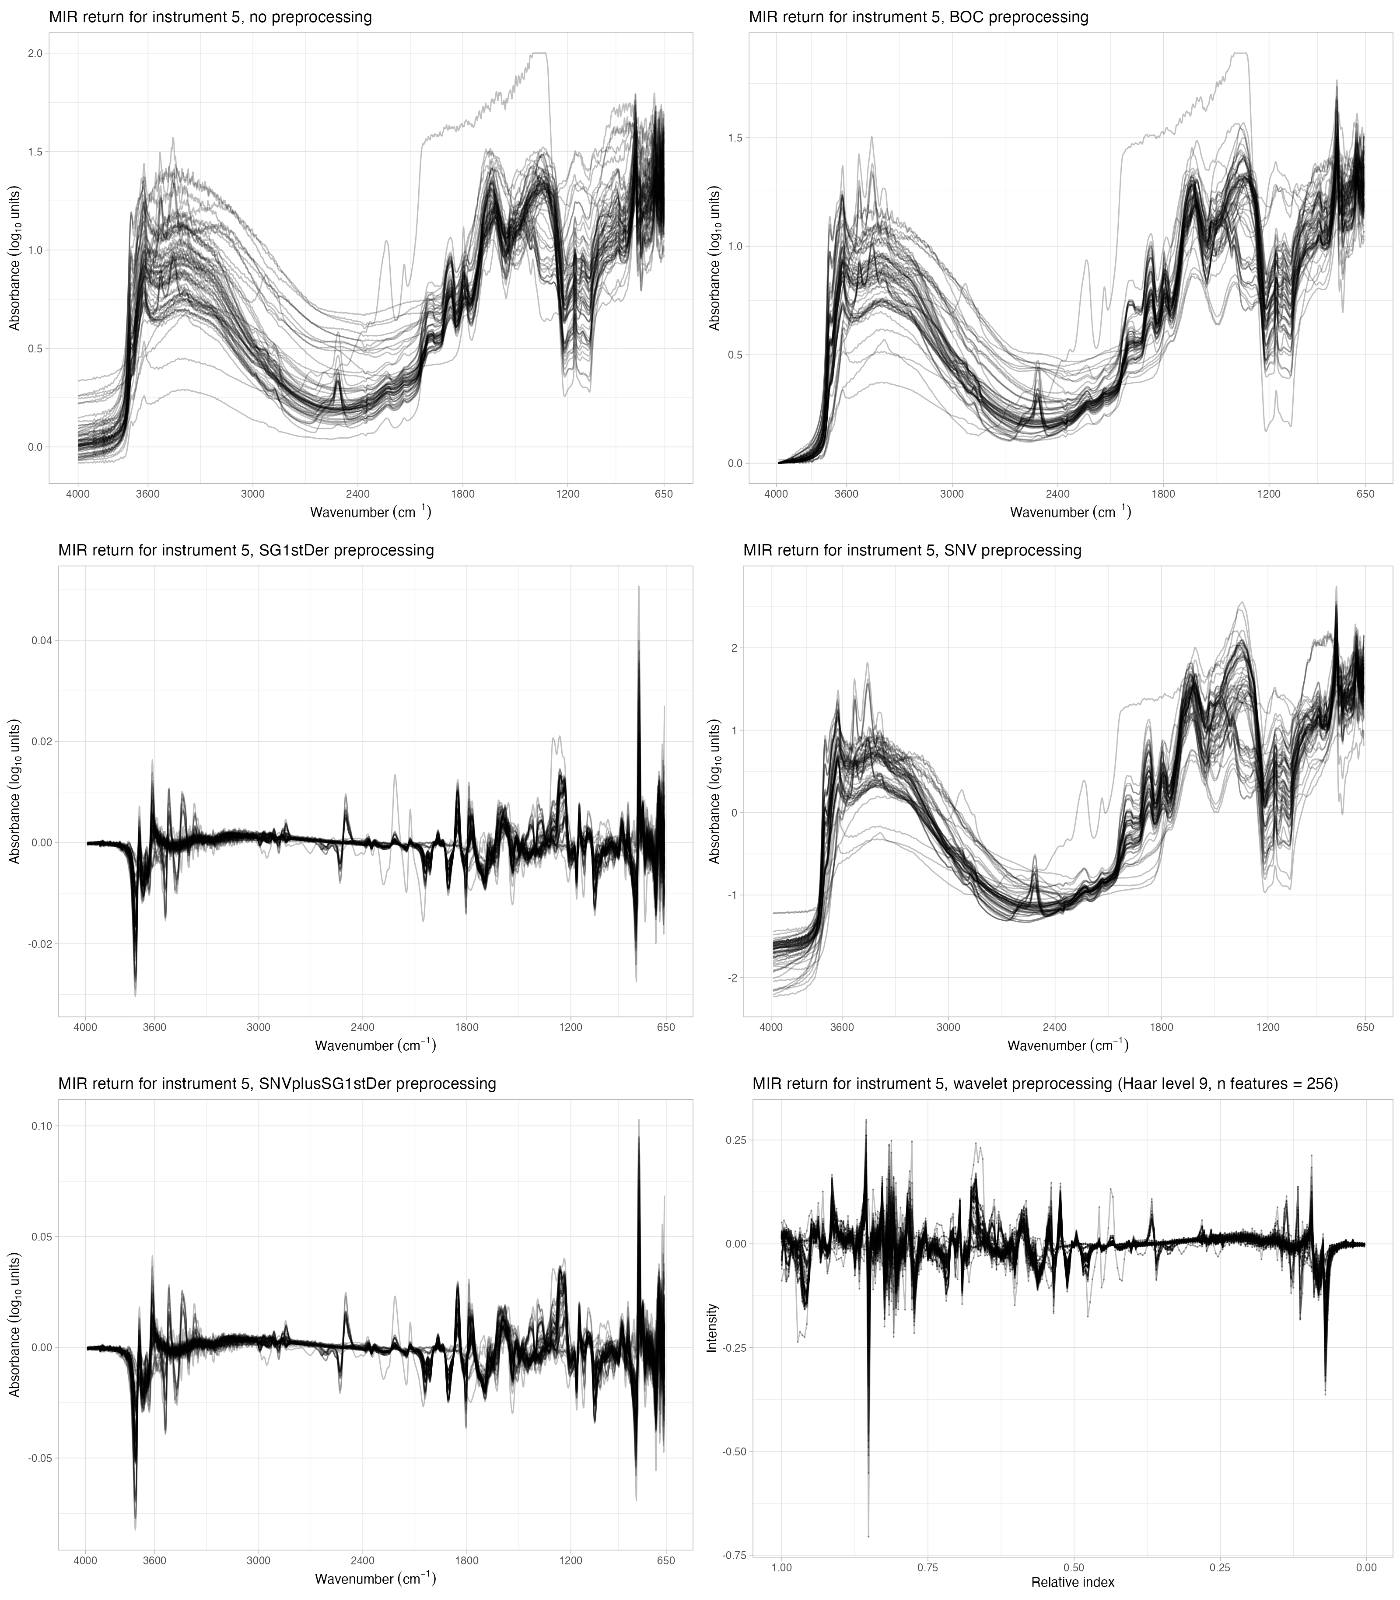 MIR return for instrument 5, no preprocessing
Absorbance (log₁₀ units)
2.0
1.5
1.0
0.5
0.0
4000 3600 3000 2400 1800 1200 650
Wavenumber (cm ⁻¹)
MIR return for instrument 5, BOC preprocessing
Absorbance (log₁₀ units)
1.5
1.0
0.5
0.0
4000 3600 3000 2400 1800 1200 650
Wavenumber (cm ⁻¹)
MIR return for instrument 5, SG1stDer preprocessing
Absorbance (log₁₀ units)
0.04
0.02
0.00
-0.02
4000 3600 3000 2400 1800 1200 650
Wavenumber (cm⁻¹)
MIR return for instrument 5, SNV preprocessing
Absorbance (log₁₀ units)
2
1
0
-1
-2
4000 3600 3000 2400 1800 1200 650
Wavenumber (cm⁻¹)
MIR return for instrument 5, SNVplusSG1stDer preprocessing
Absorbance (log₁₀ units)
0.10
0.05
0.00
-0.05
4000 3600 3000 2400 1800 1200 650
Wavenumber (cm⁻¹)
MIR return for instrument 5, wavelet preprocessing (Haar level 9, n features = 256)
Intensity
0.25
0.00
-0.25
-0.50
-0.75
1.00 0.75 0.50 0.25 0.00
Relative index